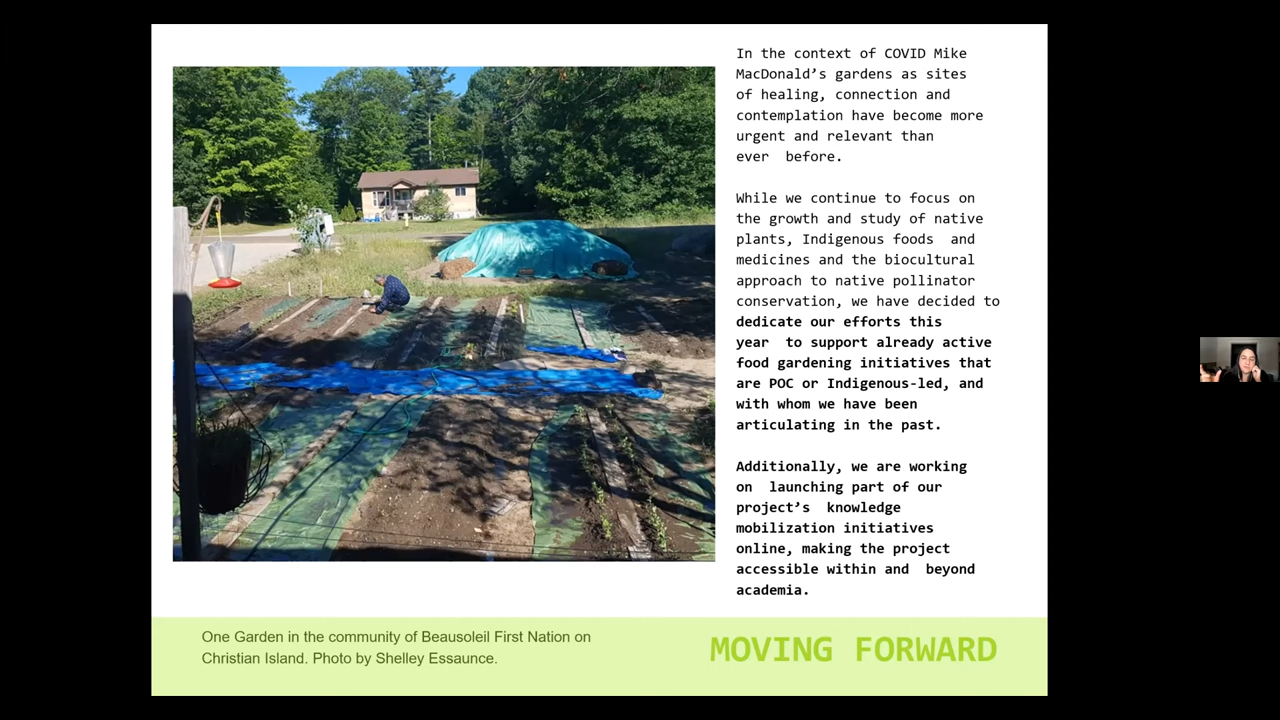 In the context of COVID Mike
MacDonald’s gardens as sites
of healing, connection and
contemplation have become more
urgent and relevant than
ever before.
While we continue to focus on
the growth and study of native
plants, Indigenous foods and
medicines and the biocultural
approach to native pollinator
conservation, we have decided to
dedicate our efforts this
year to support already active
food gardening initiatives that
are POC or Indigenous-led, and
with whom we have been
articulating in the past.
Additionally, we are working
on launching part of our
project’s knowledge
mobilization initiatives
online, making the project
accessible within and beyond
academia.
One Garden in the community of Beausoleil First Nation on
Christian Island. Photo by Shelley Essaunce.
MOVING FORWARD